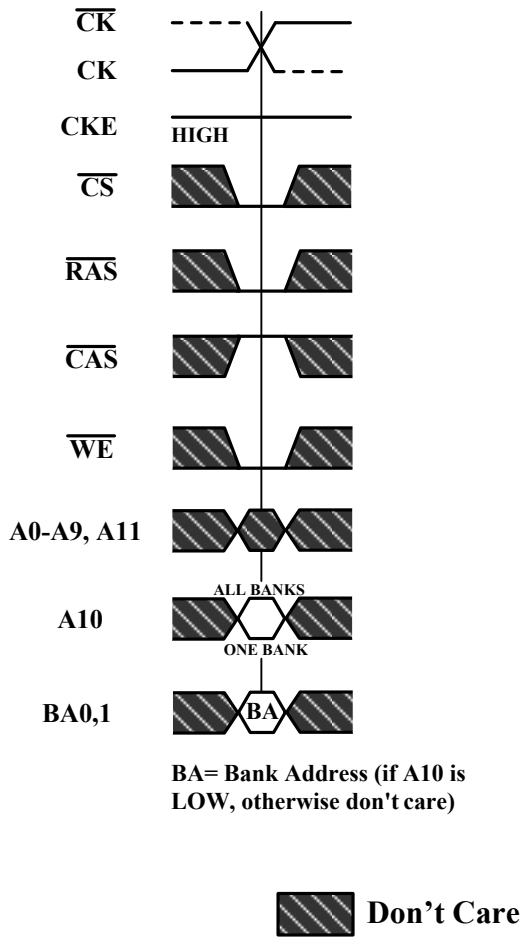 CK
CK
CKE
HIGH
CS
RAS
CAS
WE
A0-A9, A11
ALL BANKS
A10
ONE BANK
BA0,1
BA
BA= Bank Address (if A10 is
LOW, otherwise don't care)
Don’t Care